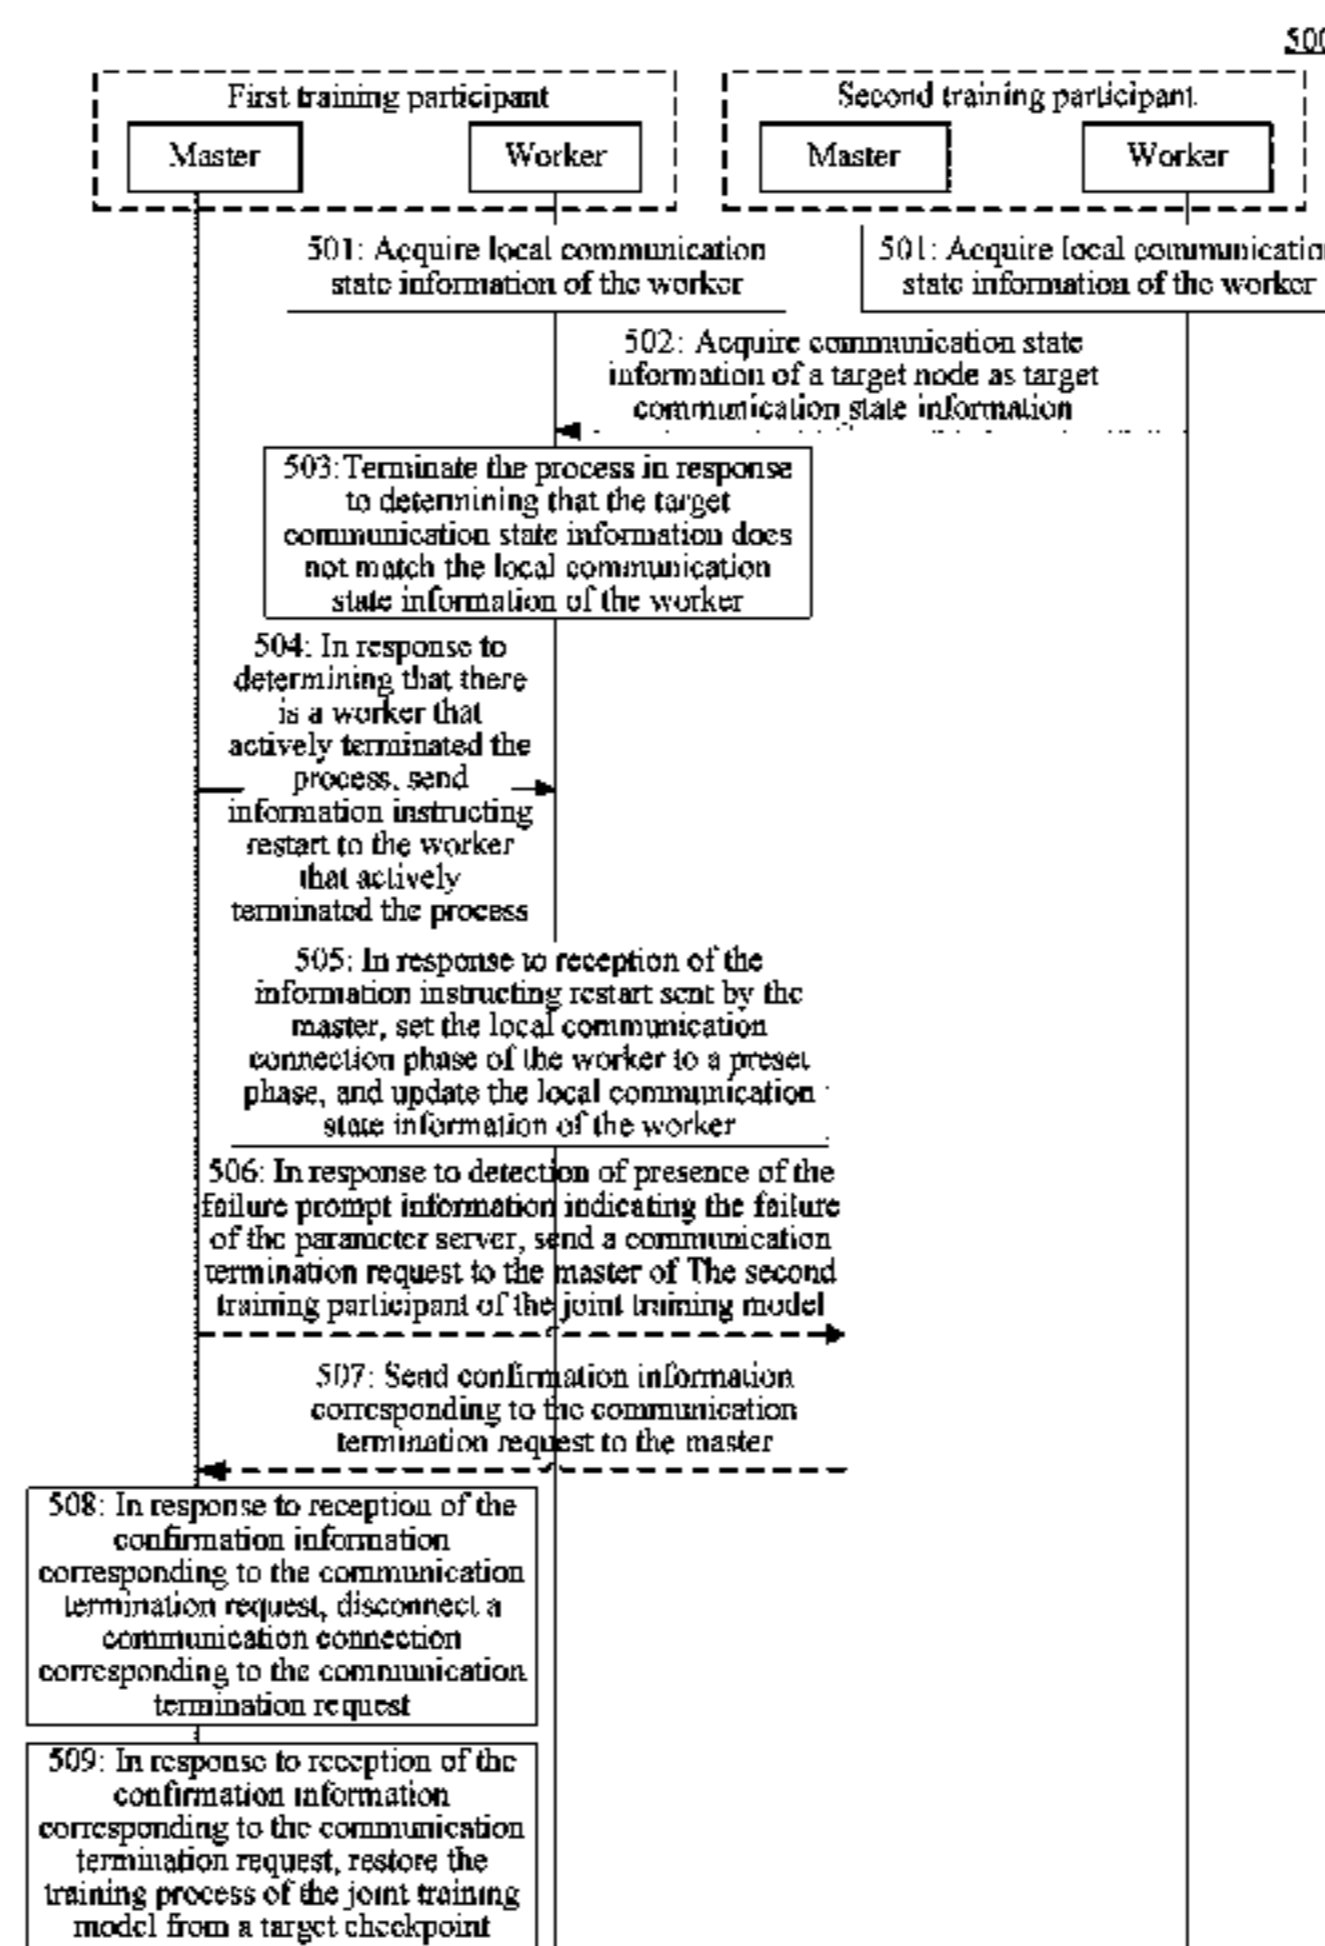 500
First training participant
Second training participant
Master
Worker
Master
Worker
501: Acquire local communication
state information of the worker
501: Acquire local communication
state information of the worker
502: Acquire communication state
information of a target node as target
communication state information
503: Terminate the process in response
to determining that the target
communication state information does
not match the local communication
state information of the worker
504: In response to
determining that there
is a worker that
actively terminated the
process, send
information instructing
restart to the worker
that actively
terminated the process
505: In response to reception of the
information instructing restart sent by the
master, set the local communication
connection phase of the worker to a preset
phase, and update the local communication
state information of the worker
506: In response to detection of presence of the
failure prompt information indicating the failure
of the parameter server, send a communication
termination request to the master of The second
training participant of the joint training model
507: Send confirmation information
corresponding to the communication
termination request to the master
508: In response to reception of the
confirmation information
corresponding to the communication
termination request, disconnect a
communication connection
corresponding to the communication
termination request
509: In response to reception of the
confirmation information
corresponding to the communication
termination request, restore the
training process of the joint training
model from a target checkpoint